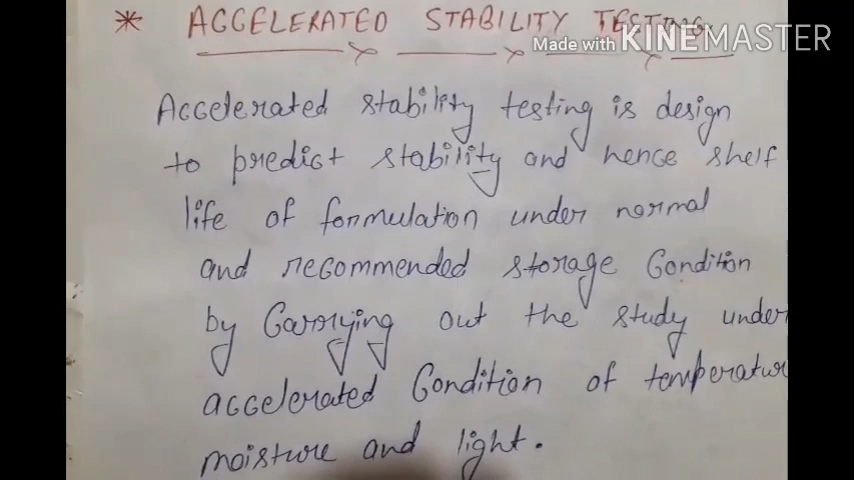 * ACCELERATED STABILITY TESTING
Made with KINEMASTER
Accelerated stability testing is design
to predict stability and hence shelf
life of formulation under normal
and recommended storage Condition
by Carrying out the study under
accelerated Condition of temperatur
moisture and light.